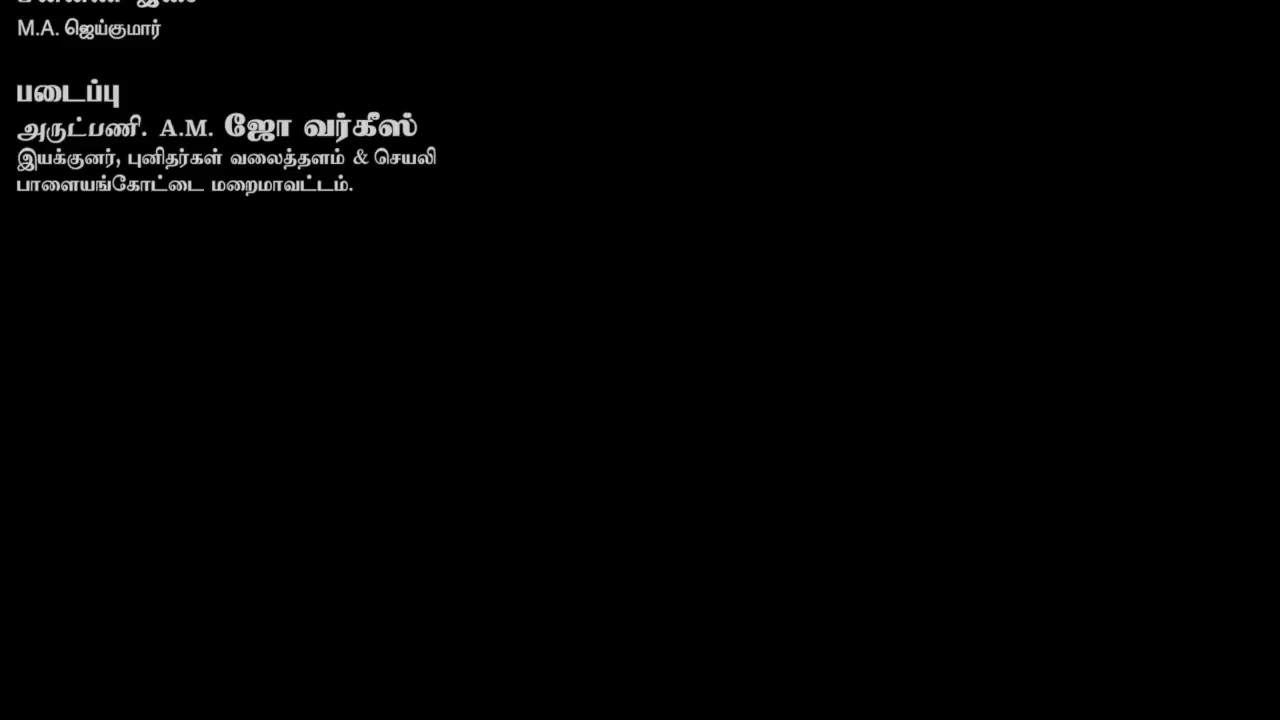 M.A. ஜெய்குமார்
படைப்பு
அருட்பணி. A.M. ஜோ வர்கீஸ்
இயக்குனர், புனிதர்கள் வலைத்தளம் & செயலி
பாளையங்கோட்டை மறைமாவட்டம்.